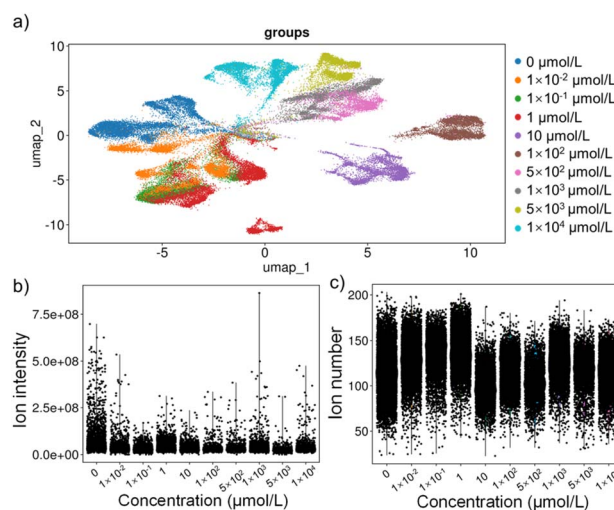 a)
groups
10
5
0
-5
-10
umap_2
-5
0
5
10
umap_1
0 µmol/L
1×10⁻² µmol/L
1×10⁻¹ µmol/L
1 µmol/L
10 µmol/L
1×10² µmol/L
5×10² µmol/L
1×10³ µmol/L
5×10³ µmol/L
1×10⁴ µmol/L
b)
7.5e+08
5.0e+08
2.5e+08
0.0e+00
Ion intensity
0 1×10⁻² 1×10⁻¹ 1 10 1×10² 5×10² 1×10³ 5×10³ 1×10⁴
Concentration (µmol/L)
c)
200
150
100
50
Ion number
0 1×10⁻² 1×10⁻¹ 1 10 1×10² 5×10² 1×10³ 5×10³
Concentration (µmol/L)